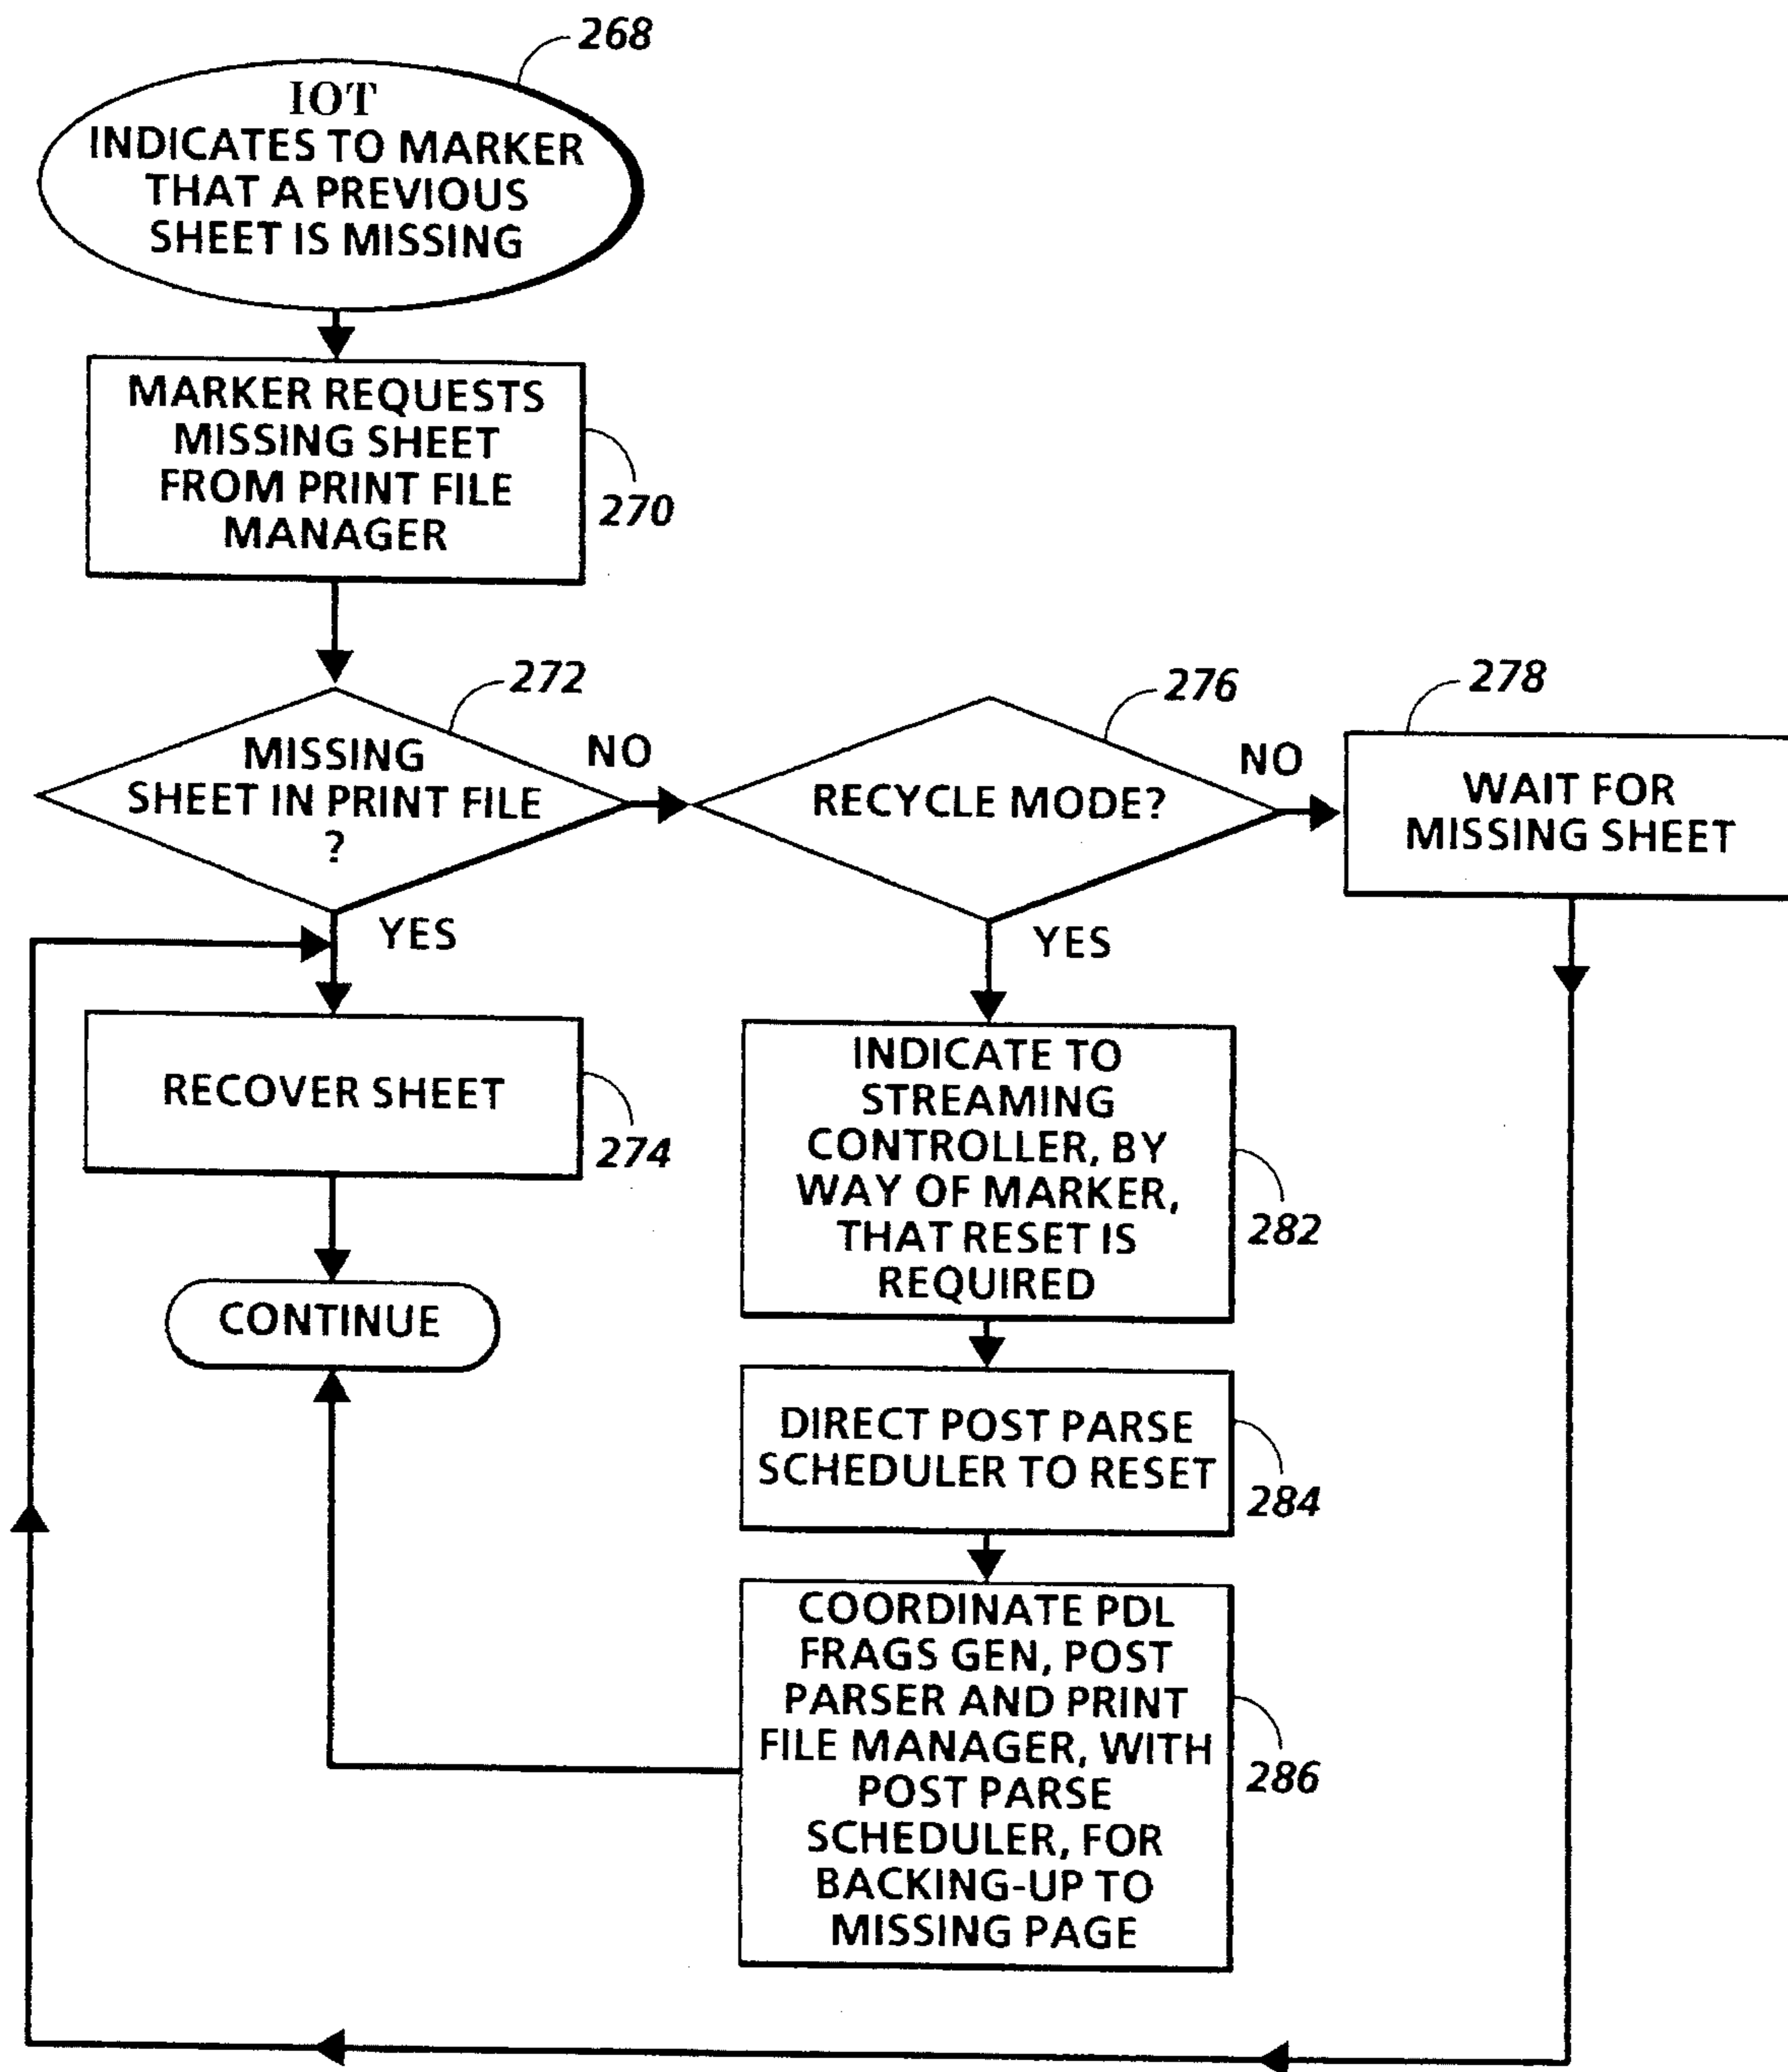 268
IOT
INDICATES TO MARKER
THAT A PREVIOUS
SHEET IS MISSING
MARKER REQUESTS
MISSING SHEET
FROM PRINT FILE
MANAGER
270
272
MISSING
SHEET IN PRINT FILE
?
NO
YES
276
RECYCLE MODE?
NO
YES
278
WAIT FOR
MISSING SHEET
RECOVER SHEET
274
CONTINUE
INDICATE TO
STREAMING
CONTROLLER, BY
WAY OF MARKER,
THAT RESET IS
REQUIRED
282
DIRECT POST PARSE
SCHEDULER TO RESET
284
COORDINATE PDL
FRAGS GEN, POST
PARSER AND PRINT
FILE MANAGER, WITH
POST PARSE
SCHEDULER, FOR
BACKING-UP TO
MISSING PAGE
286